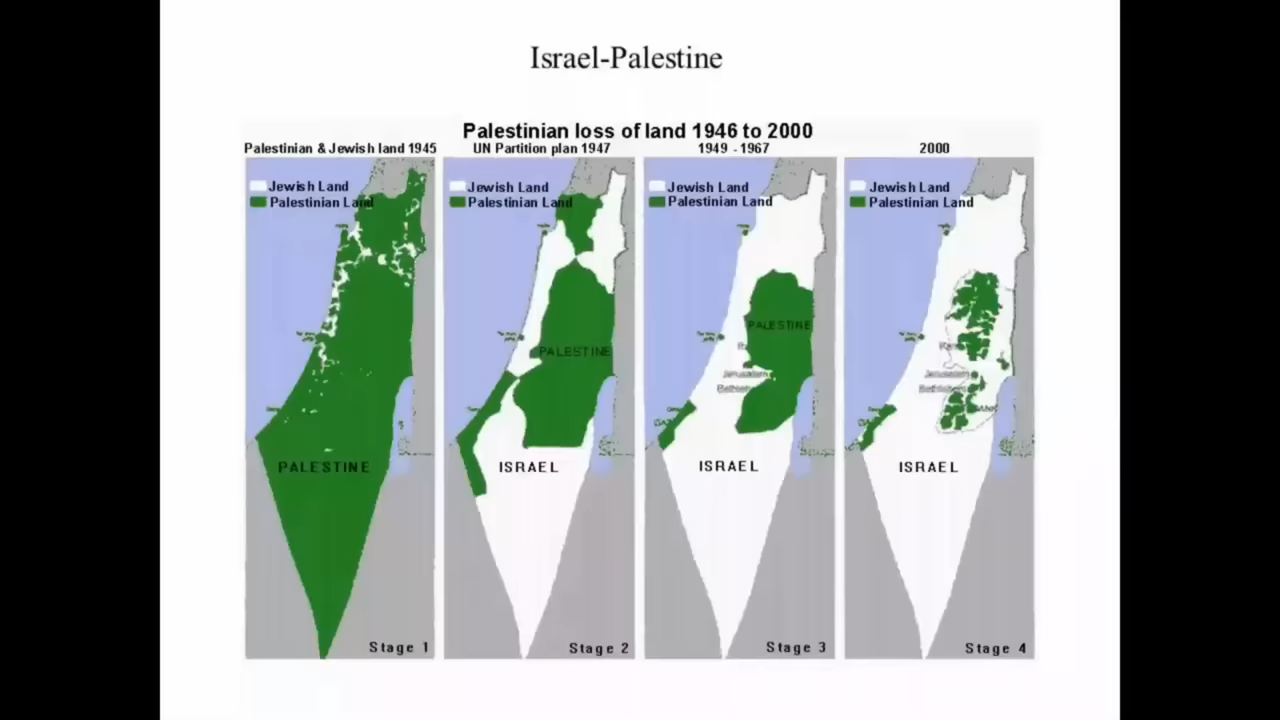 Israel-Palestine
Palestinian loss of land 1946 to 2000
Palestinian & Jewish land 1945
Jewish Land
Palestinian Land
PALESTINE
Stage 1
UN Partition plan 1947
Jewish Land
Palestinian Land
PALESTINE
ISRAEL
Stage 2
1949 - 1967
Jewish Land
Palestinian Land
PALESTINE
Jerusalem
ISRAEL
Stage 3
2000
Jewish Land
Palestinian Land
Jerusalem
Bethlehem
ISRAEL
Stage 4